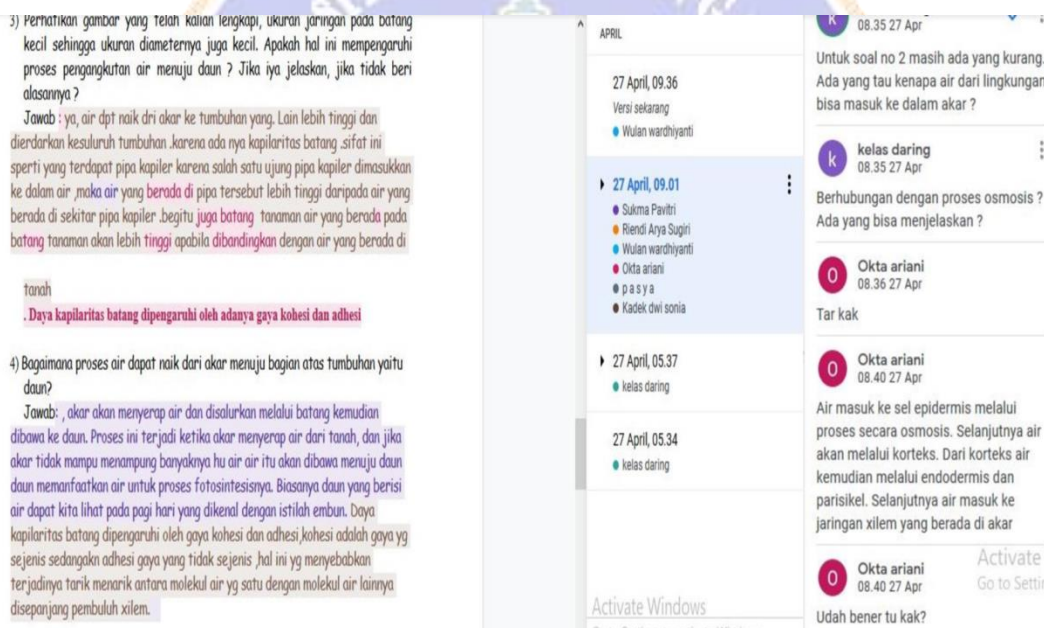 3) Perhatikan gambar yang telah kalian lengkapi, ukuran jaringan pada batang
kecil sehingga ukuran diameternya juga kecil. Apakah hal ini mempengaruhi
proses pengangkutan air menuju daun ? Jika iya jelaskan, jika tidak beri
alasannya ?
Jawab : ya, air dpt naik dri akar ke tumbuhan yang. Lain lebih tinggi dan
dierdarkan kesuluruh tumbuhan .karena ada nya kapilaritas batang .sifat ini
sperti yang terdapat pipa kapiler karena salah satu ujung pipa kapiler dimasukkan
ke dalam air ,maka air yang berada di pipa tersebut lebih tinggi daripada air yang
berada di sekitar pipa kapiler .begitu juga batang tanaman air yang berada pada
batang tanaman akan lebih tinggi apabila dibandingkan dengan air yang berada di
tanah
. Daya kapilaritas batang dipengaruhi oleh adanya gaya kohesi dan adhesi
4) Bagaimana proses air dapat naik dari akar menuju bagian atas tumbuhan yaitu
daun?
Jawab: , akar akan menyerap air dan disalurkan melalui batang kemudian
dibawa ke daun. Proses ini terjadi ketika akar menyerap air dari tanah, dan jika
akar tidak mampu menampung banyaknya hu air air itu akan dibawa menuju daun
daun memanfaatkan air untuk proses fotosintesisnya. Biasanya daun yang berisi
air dapat kita lihat pada pagi hari yang dikenal dengan istilah embun. Daya
kapilaritas batang dipengaruhi oleh gaya kohesi dan adhesi,kohesi adalah gaya yg
sejenis sedangakn adhesi gaya yang tidak sejenis ,hal ini yg menyebabkan
terjadinya tarik menarik antara molekul air yg satu dengan molekul air lainnya
disepanjang pembuluh xilem.
APRIL
27 April, 09.36
Versi sekarang
Wulan wardhiyanti
27 April, 09.01
Sukma Pavitri
Riendi Arya Sugiri
Wulan wardhiyanti
Okta ariani
p a s y a
Kadek dwi sonia
27 April, 05.37
kelas daring
27 April, 05.34
kelas daring
Activate Windows
k
08.35 27 Apr
Untuk soal no 2 masih ada yang kurang.
Ada yang tau kenapa air dari lingkungan
bisa masuk ke dalam akar ?
k
kelas daring
08.35 27 Apr
Berhubungan dengan proses osmosis ?
Ada yang bisa menjelaskan ?
O
Okta ariani
08.36 27 Apr
Tar kak
O
Okta ariani
08.40 27 Apr
Air masuk ke sel epidermis melalui
proses secara osmosis. Selanjutnya air
akan melalui korteks. Dari korteks air
kemudian melalui endodermis dan
parisikel. Selanjutnya air masuk ke
jaringan xilem yang berada di akar
Activate
Go to
O
Okta ariani
08.40 27 Apr
Udah bener tu kak?